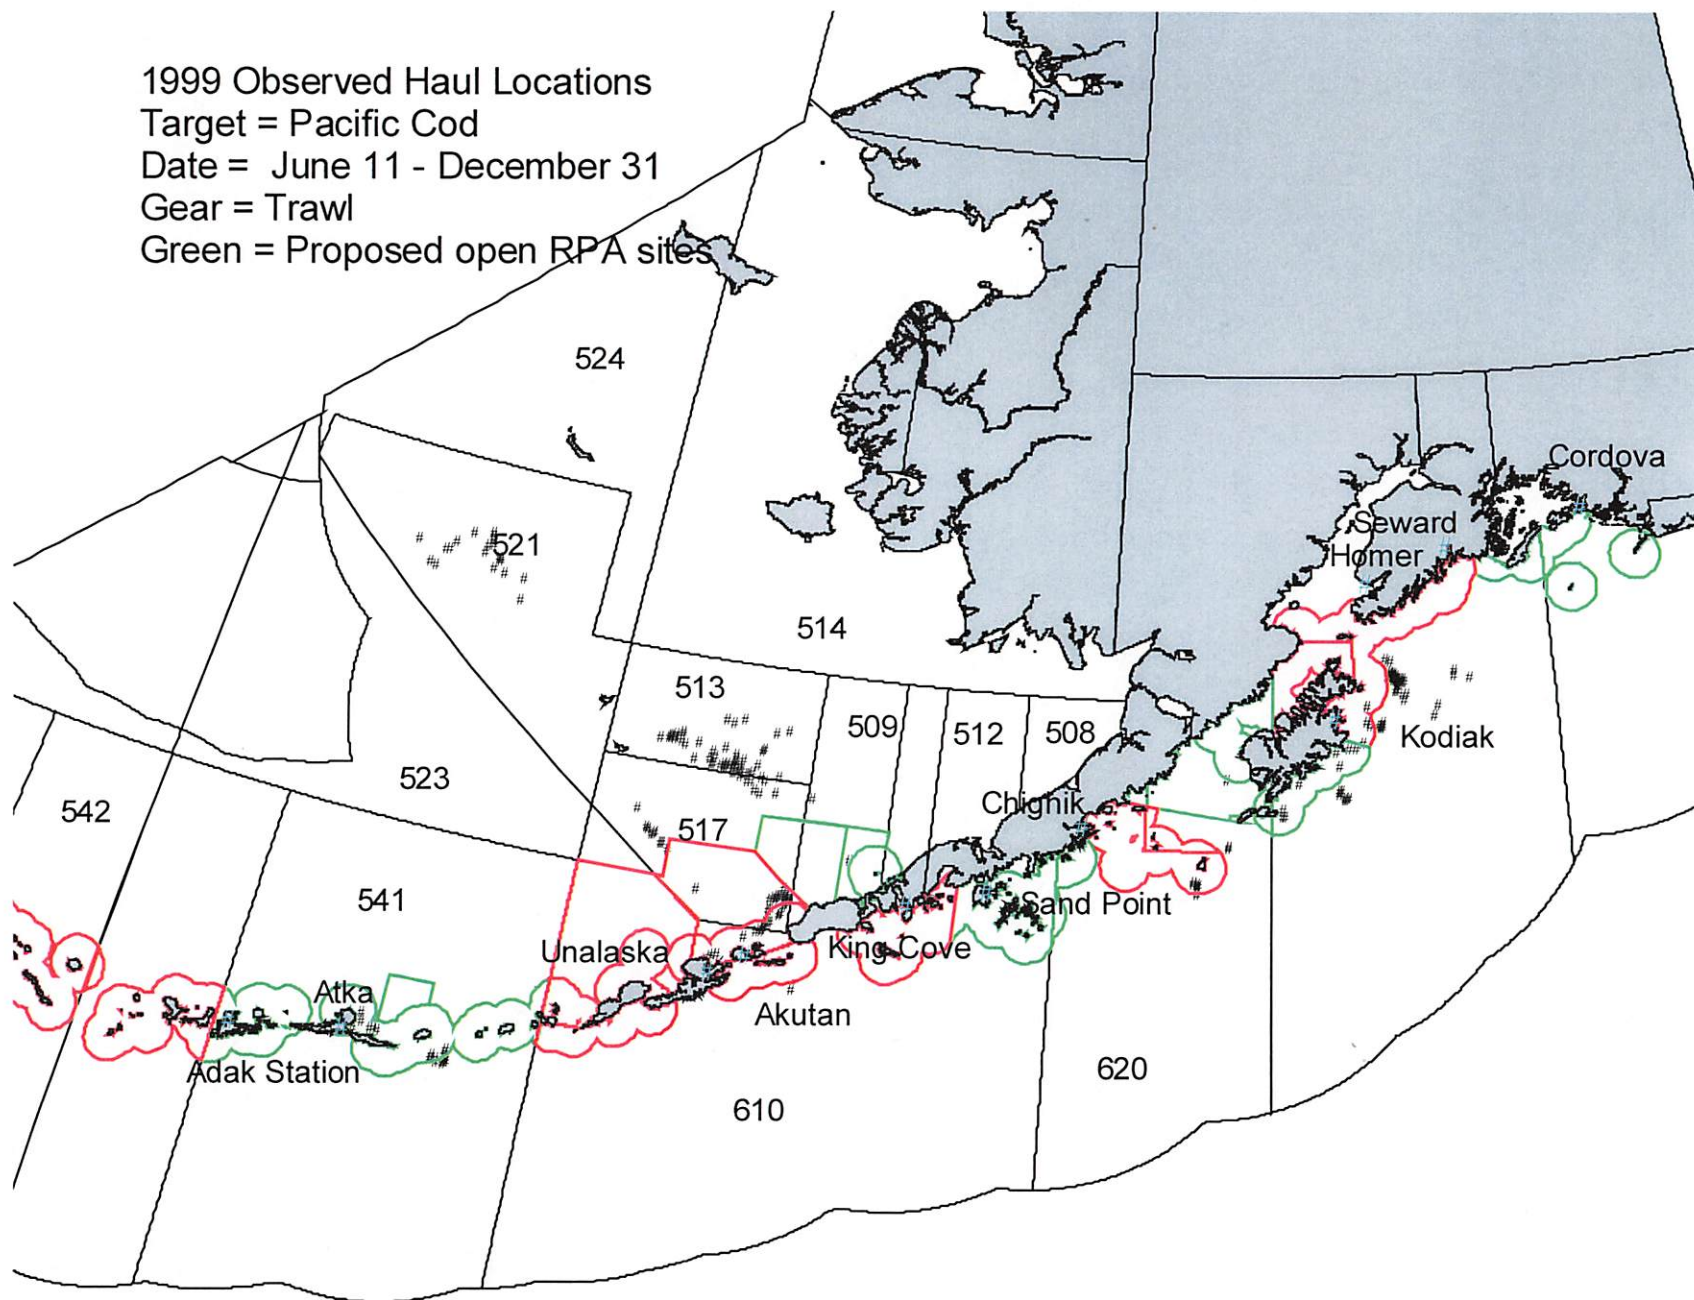 1999 Observed Haul Locations
Target = Pacific Cod
Date = June 11 - December 31
Gear = Trawl
Green = Proposed open RPA sites
524
Cordova
Seward
521
Homer
514
513
509
512
508
Kodiak
523
542
Chignik
517
541
Sand Point
Unalaska
King Cove
Atka
Akutan
Adak Station
620
610